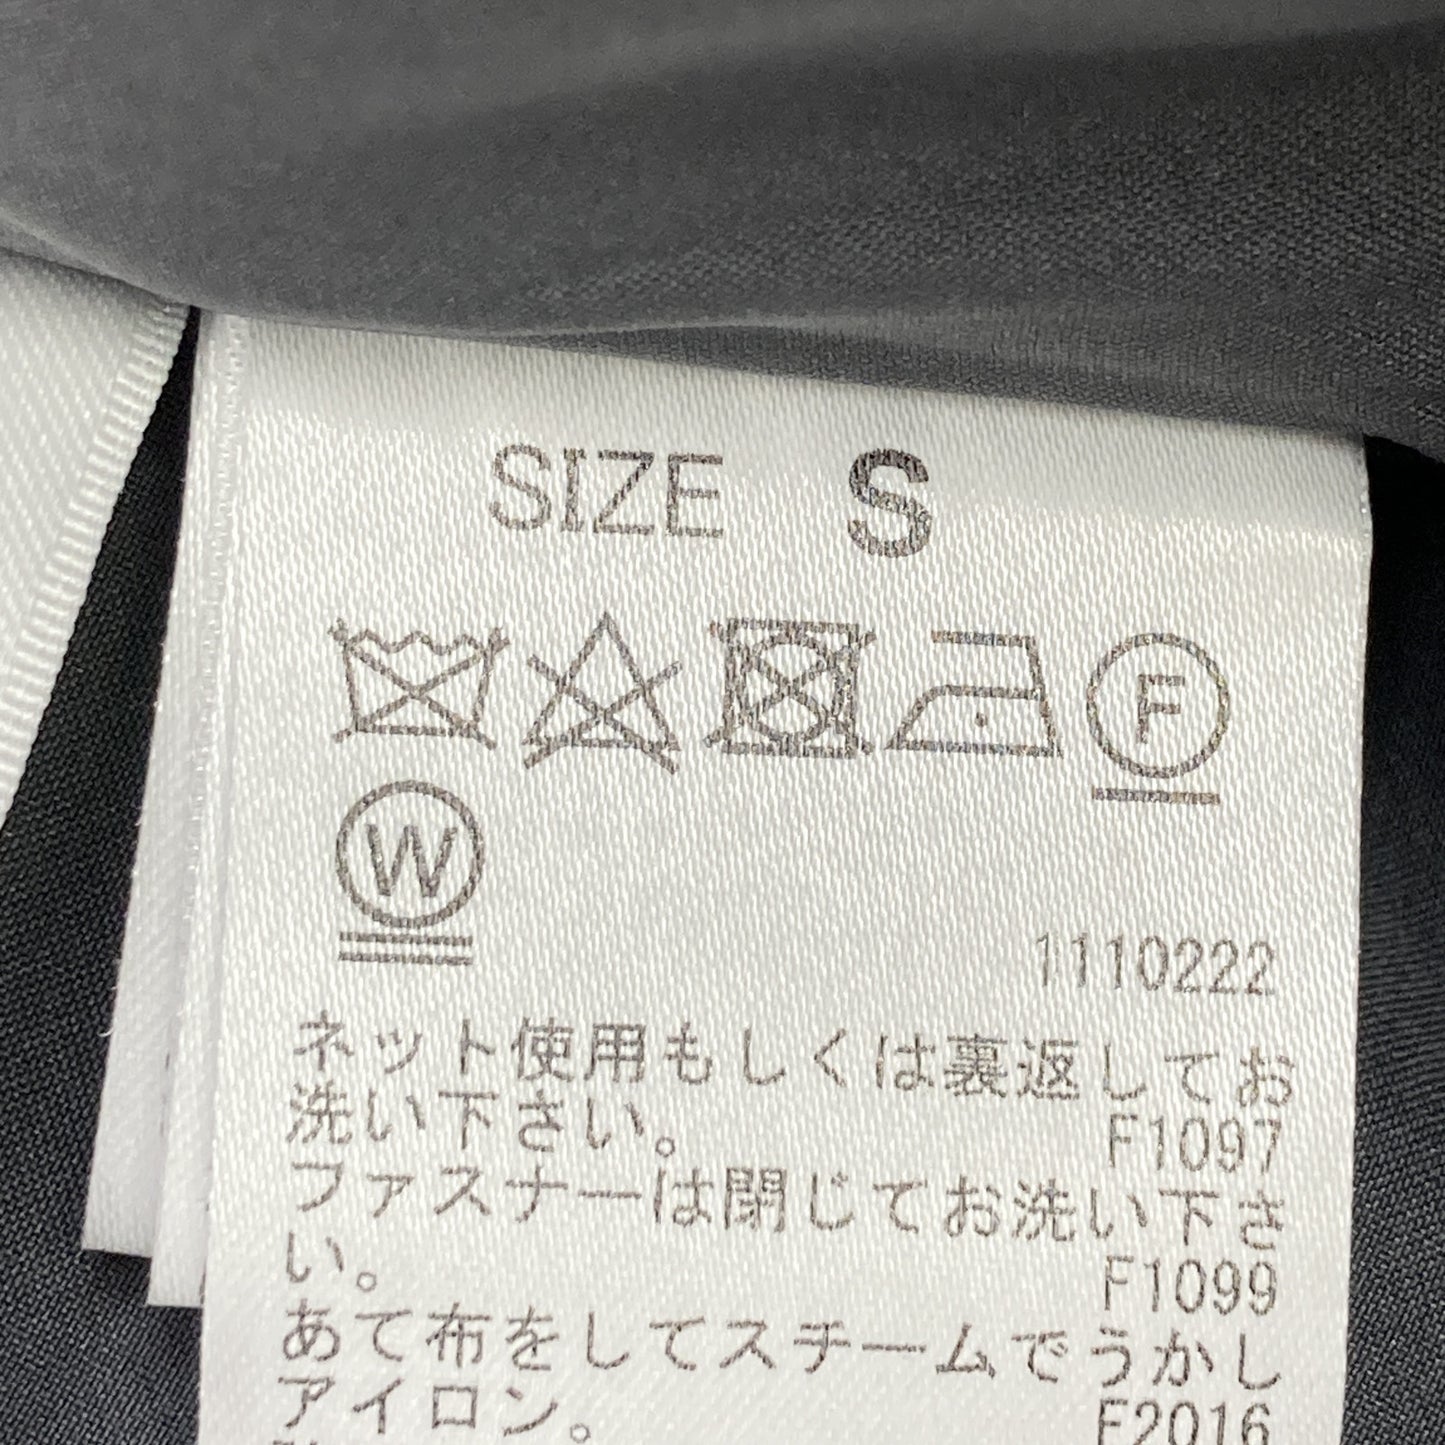 SIZE S
F
W
1110222
ネット使用もしくは裏返してお
洗い下さい。 F1097
ファスナーは閉じてお洗い下さ
い。 F1099
あて布をしてスチームでうかし
アイロン。 F2016